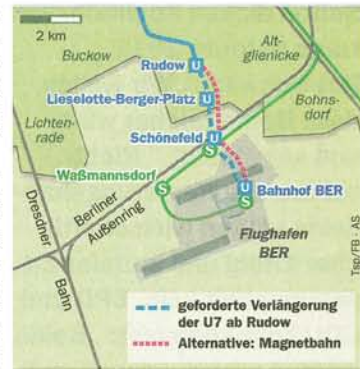 2 km
Buckow
Alt-
glienicke
Rudow U
Lieselotte-Berger-Platz U
Bohns-
dorf
Lichten-
rade
Schönefeld U
S
Waßmannsdorf
S
U Bahnhof BER
S
Berliner
Außenring
Dresdner
Bahn
Flughafen
BER
Tsp/FB · AS
geforderte Verlängerung
der U7 ab Rudow
Alternative: Magnetbahn